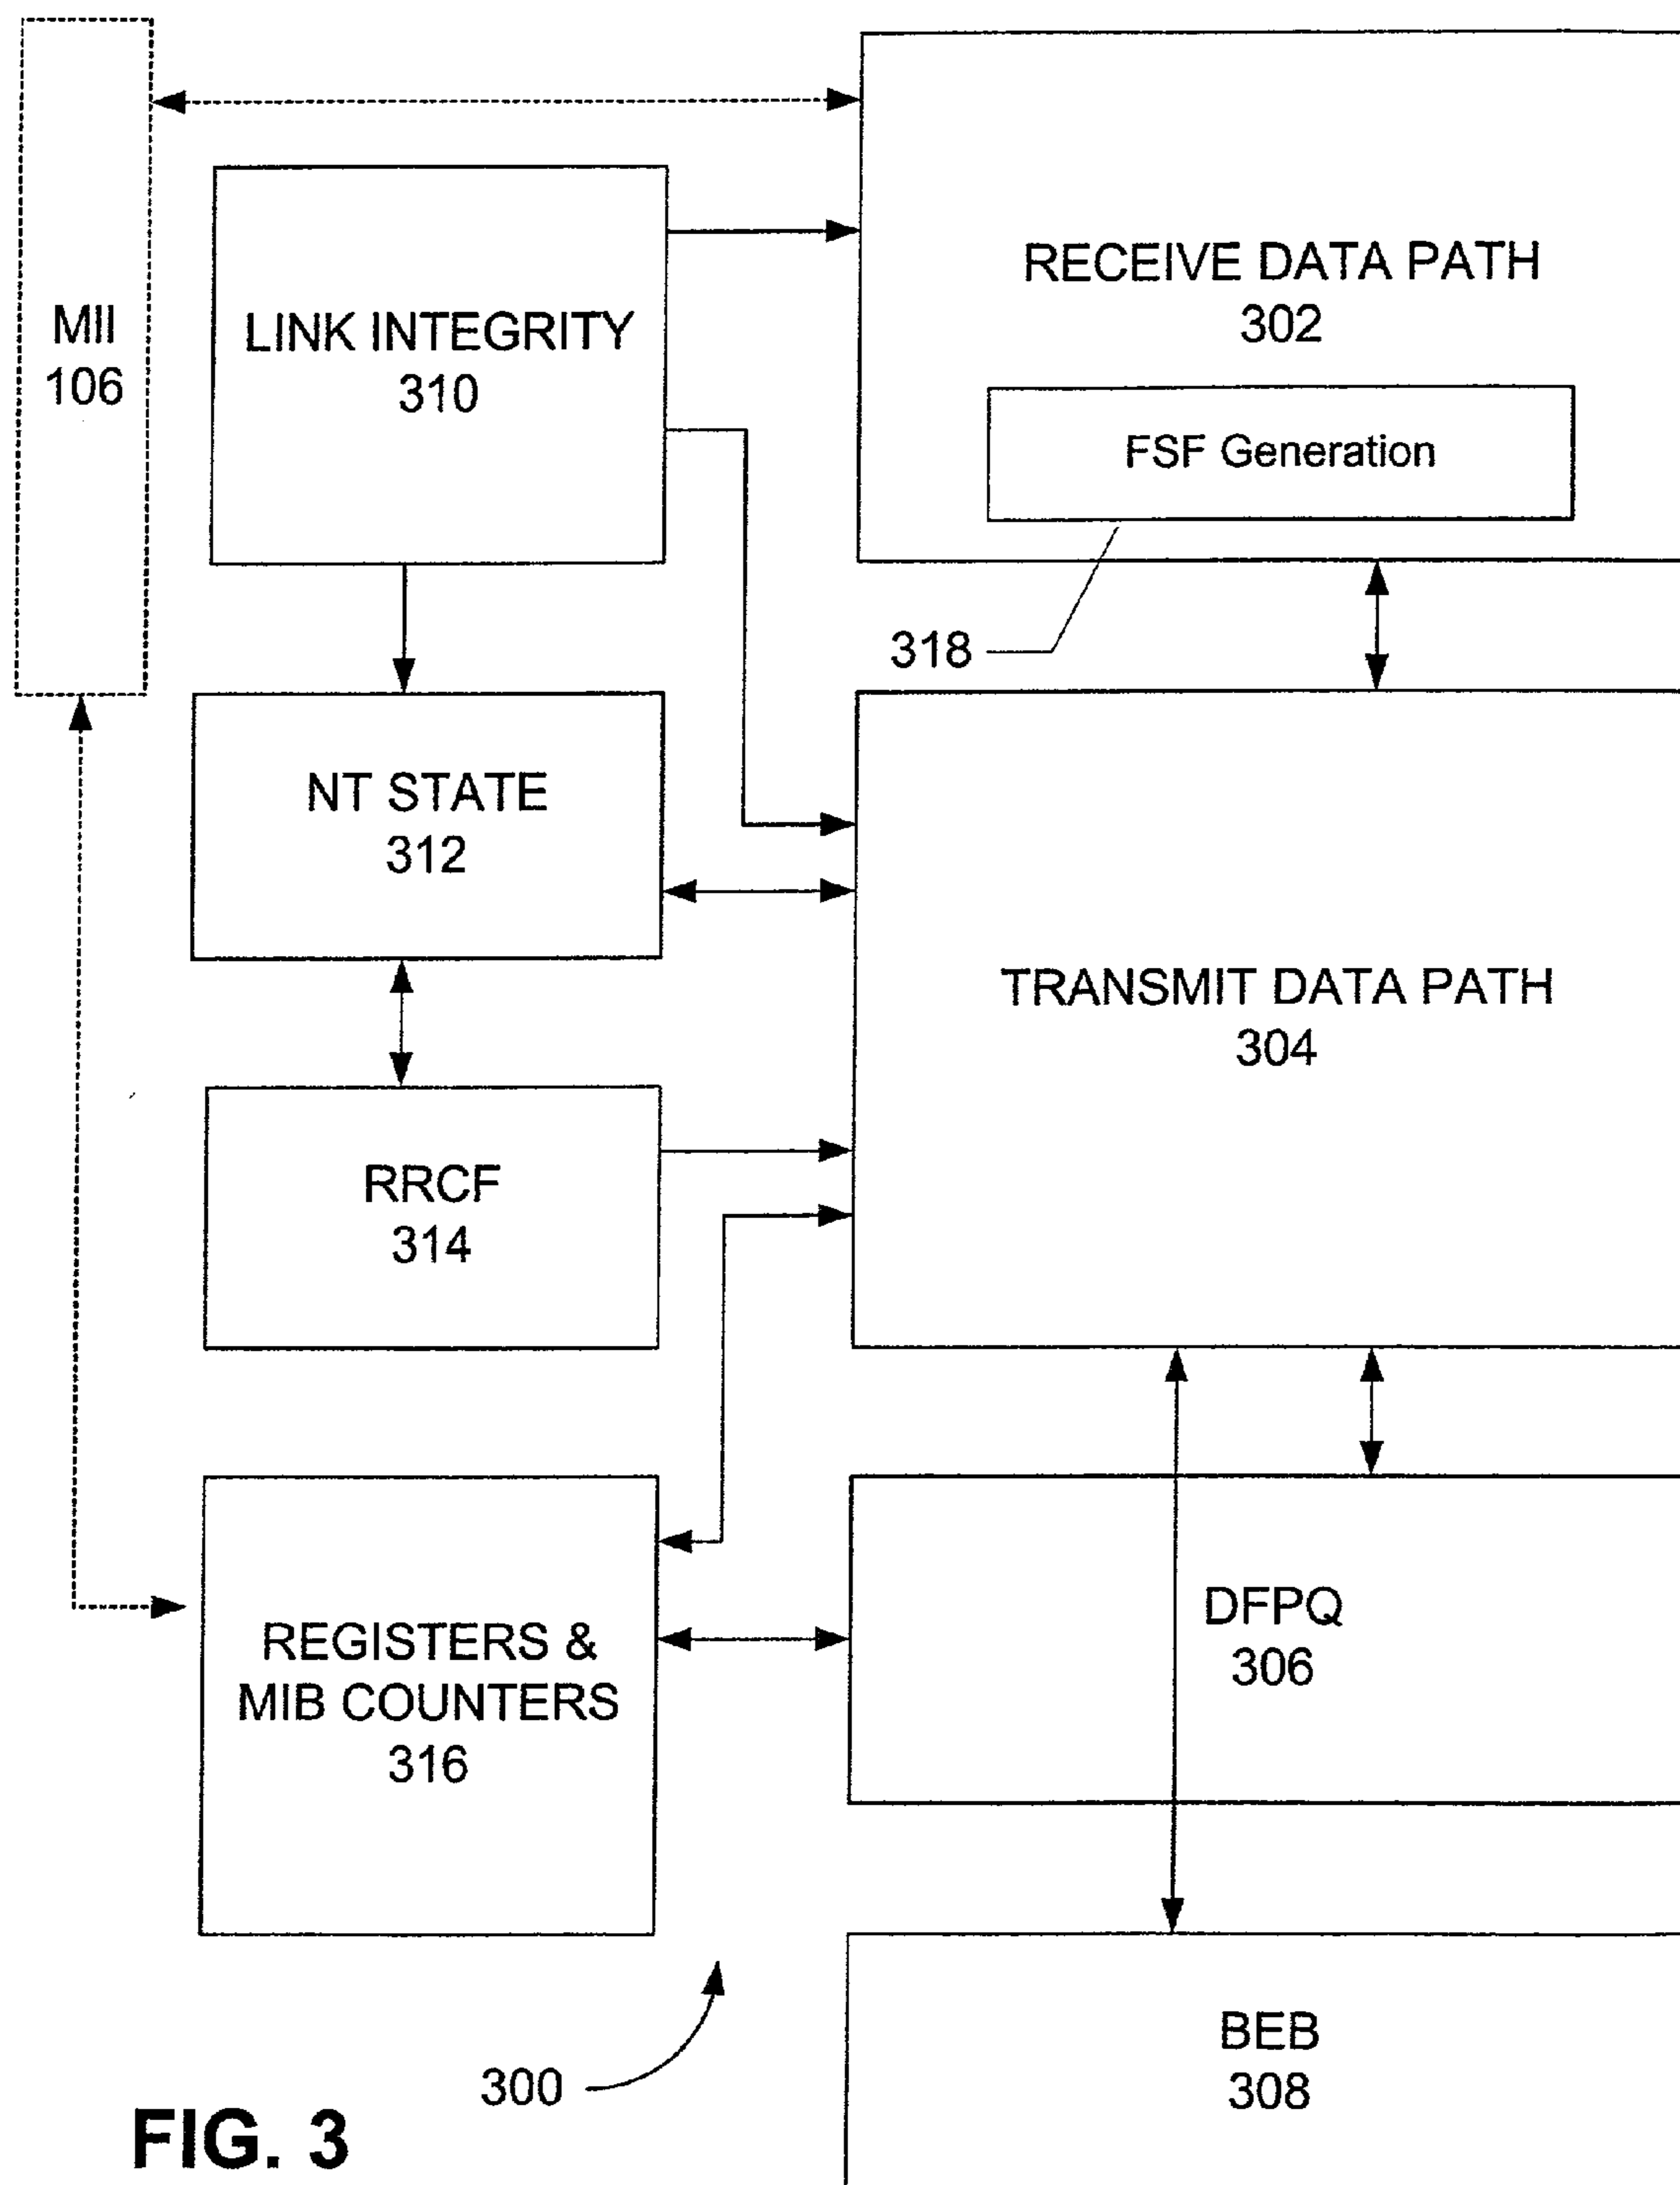 MII
106
LINK INTEGRITY
310
RECEIVE DATA PATH
302
FSF Generation
318
NT STATE
312
TRANSMIT DATA PATH
304
RRCF
314
REGISTERS &
MIB COUNTERS
316
DFPQ
306
BEB
308
300
FIG. 3